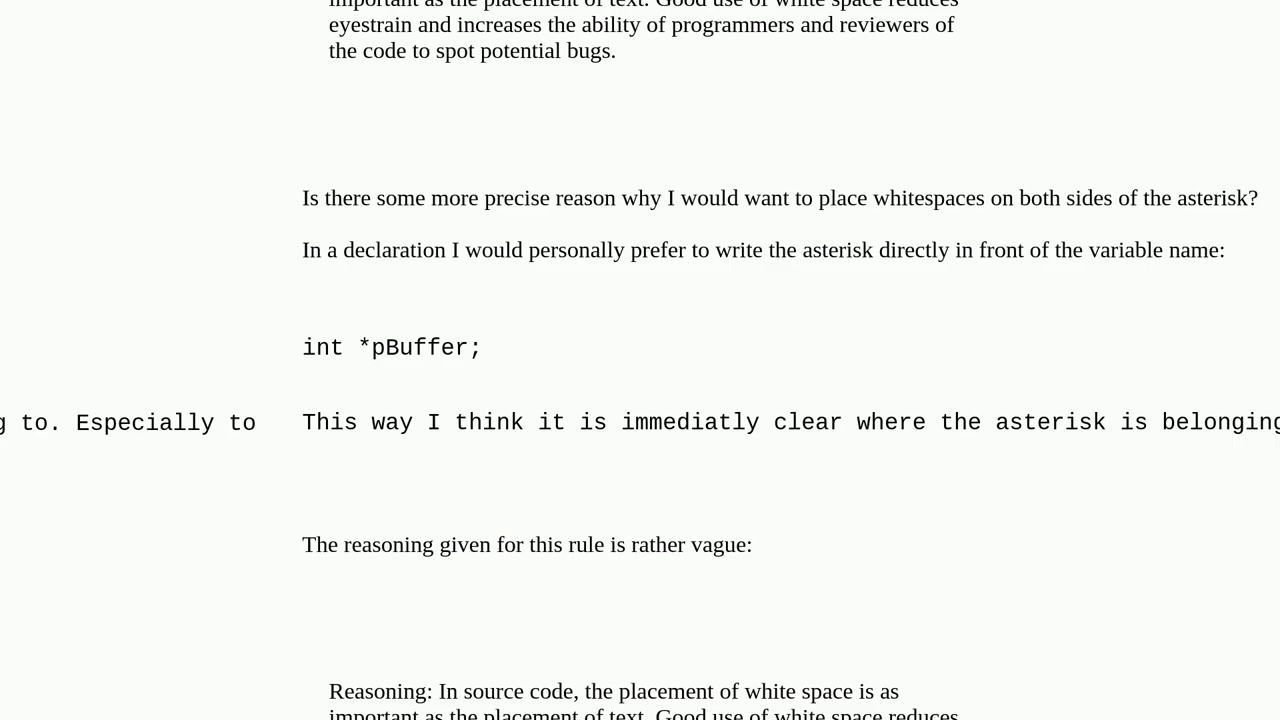 important as the placement of text. Good use of white space reduces
eyestrain and increases the ability of programmers and reviewers of
the code to spot potential bugs.
Is there some more precise reason why I would want to place whitespaces on both sides of the asterisk?
In a declaration I would personally prefer to write the asterisk directly in front of the variable name:
int *pBuffer;
g to. Especially to
This way I think it is immediatly clear where the asterisk is belonging
The reasoning given for this rule is rather vague:
Reasoning: In source code, the placement of white space is as
important as the placement of text. Good use of white space reduces